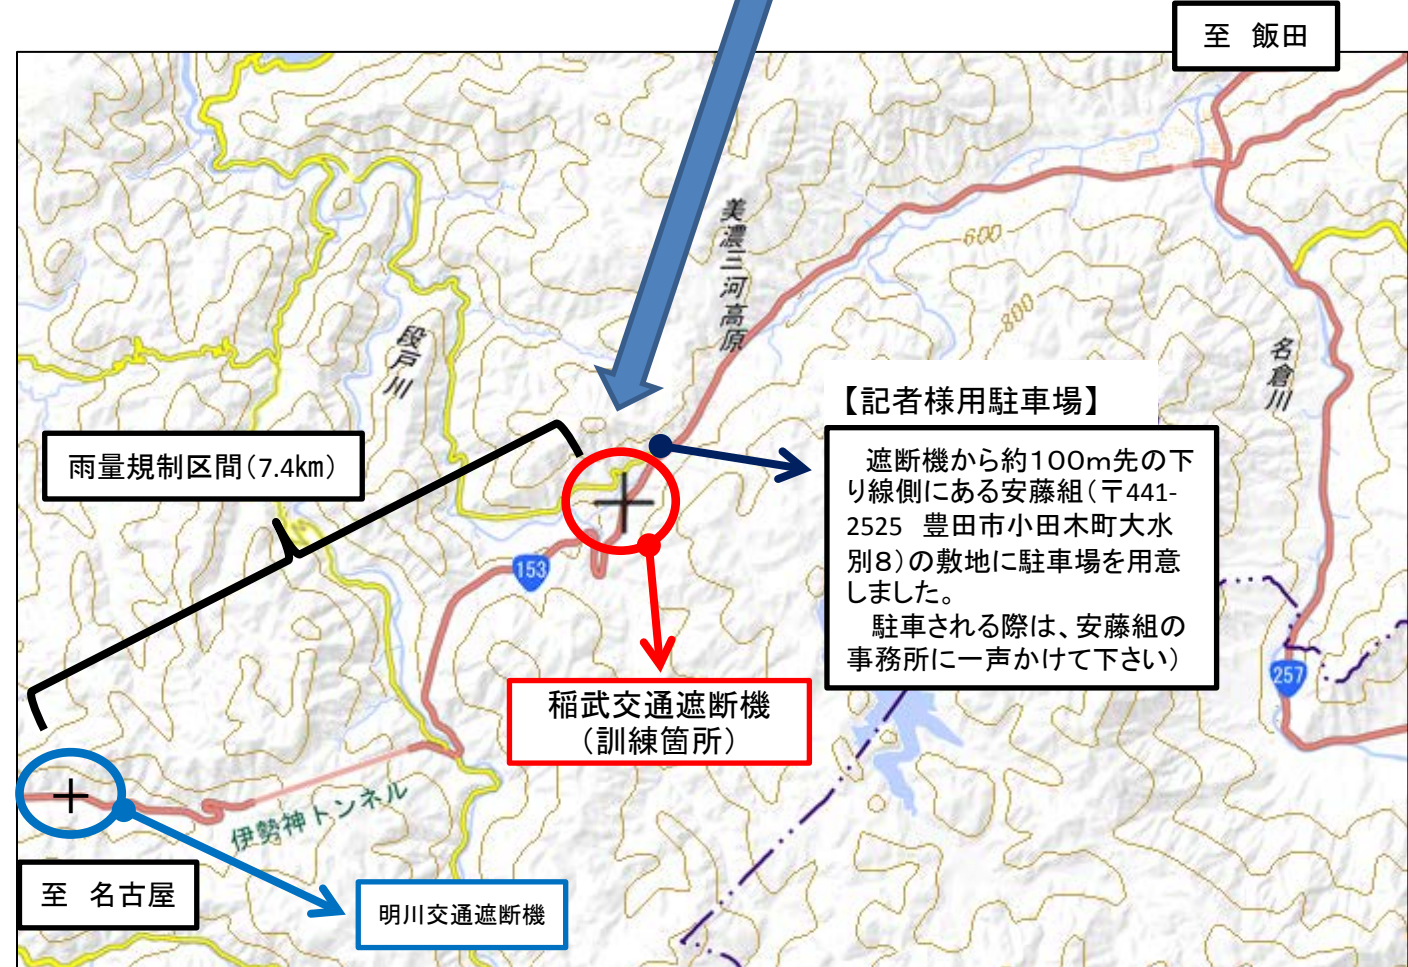 至 飯田
美濃三河高原
600
800
段戸川
名倉川
【記者様用駐車場】
遮断機から約100m先の下
り線側にある安藤組(〒441-
2525 豊田市小田木町大水
別8)の敷地に駐車場を用意
しました。
駐車される際は、安藤組の
事務所に一声かけて下さい)
雨量規制区間(7.4km)
153
257
稲武交通遮断機
(訓練箇所)
伊勢神トンネル
至 名古屋
明川交通遮断機